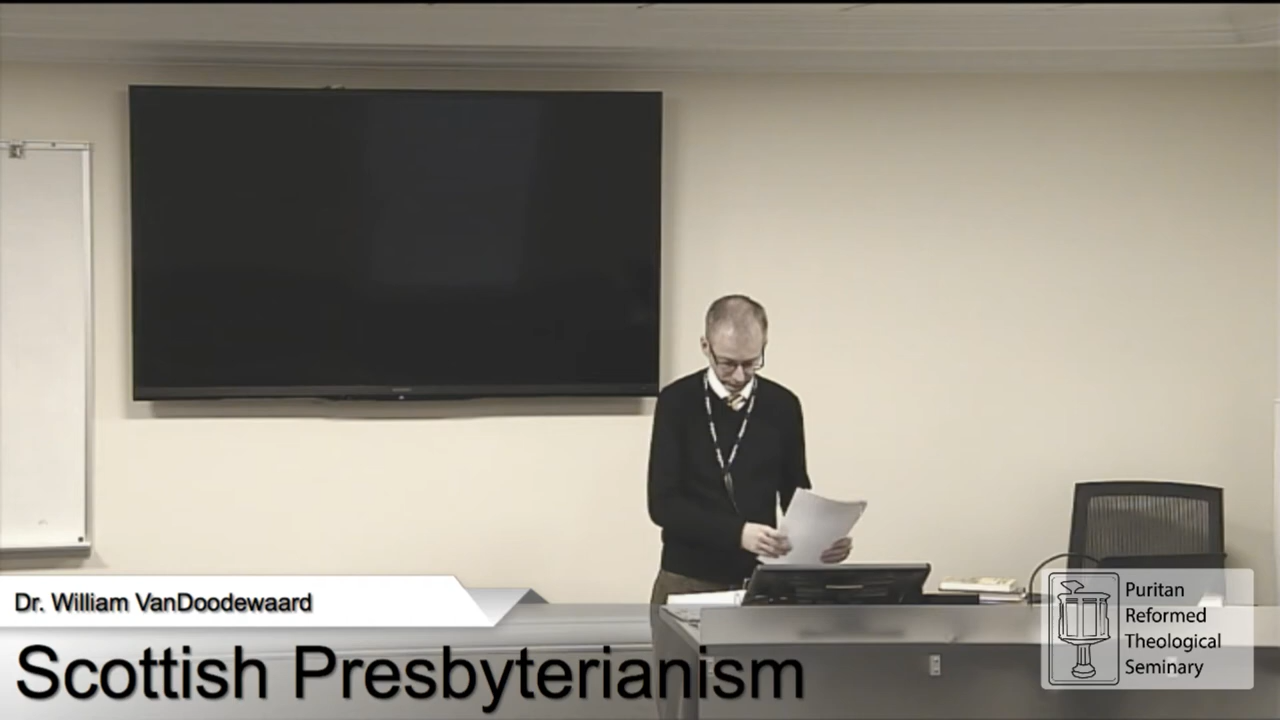 Dr. William VanDoodewaard
Scottish Presbyterianism
Puritan
Reformed
Theological
Seminary